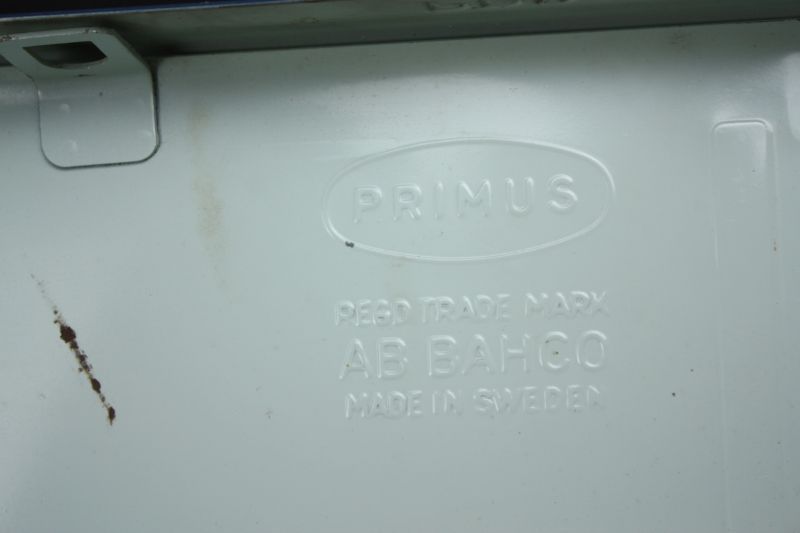 PRIMUS
REGD TRADE MARK
AB BAHCO
MADE IN SWEDEN